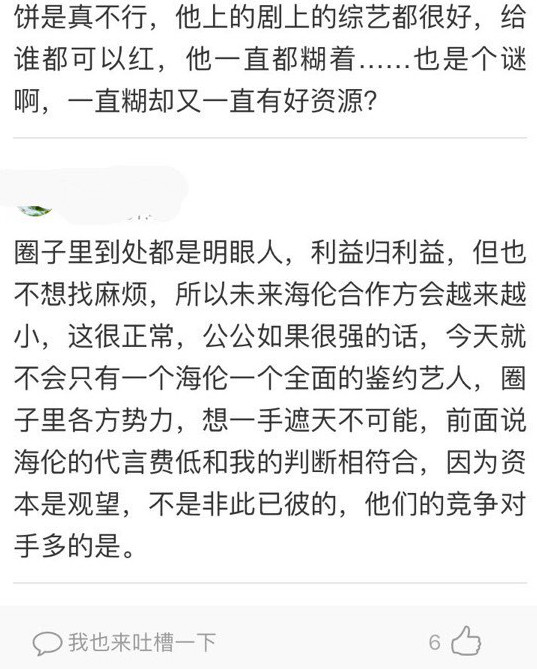 饼是真不行，他上的剧上的综艺都很好，给
谁都可以红，他一直都糊着……也是个谜
啊，一直糊却又一直有好资源？
圈子里到处都是明眼人，利益归利益，但也
不想找麻烦，所以未来海伦合作方会越来越
小，这很正常，公公如果很强的话，今天就
不会只有一个海伦一个全面的鉴约艺人，圈
子里各方势力，想一手遮天不可能，前面说
海伦的代言费低和我的判断相符合，因为资
本是观望，不是非此已彼的，他们的竞争对
手多的是。
我也来吐槽一下
6